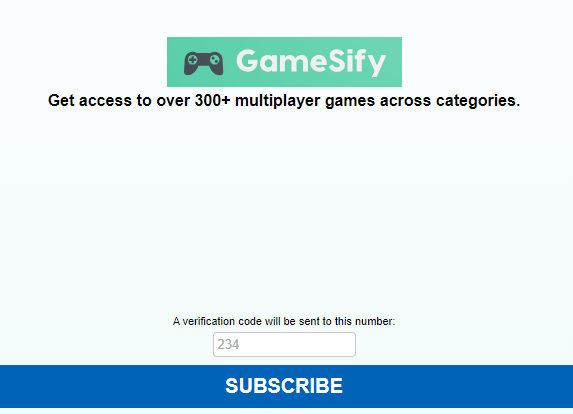 GameSify
Get access to over 300+ multiplayer games across categories.
A verification code will be sent to this number:
234
SUBSCRIBE